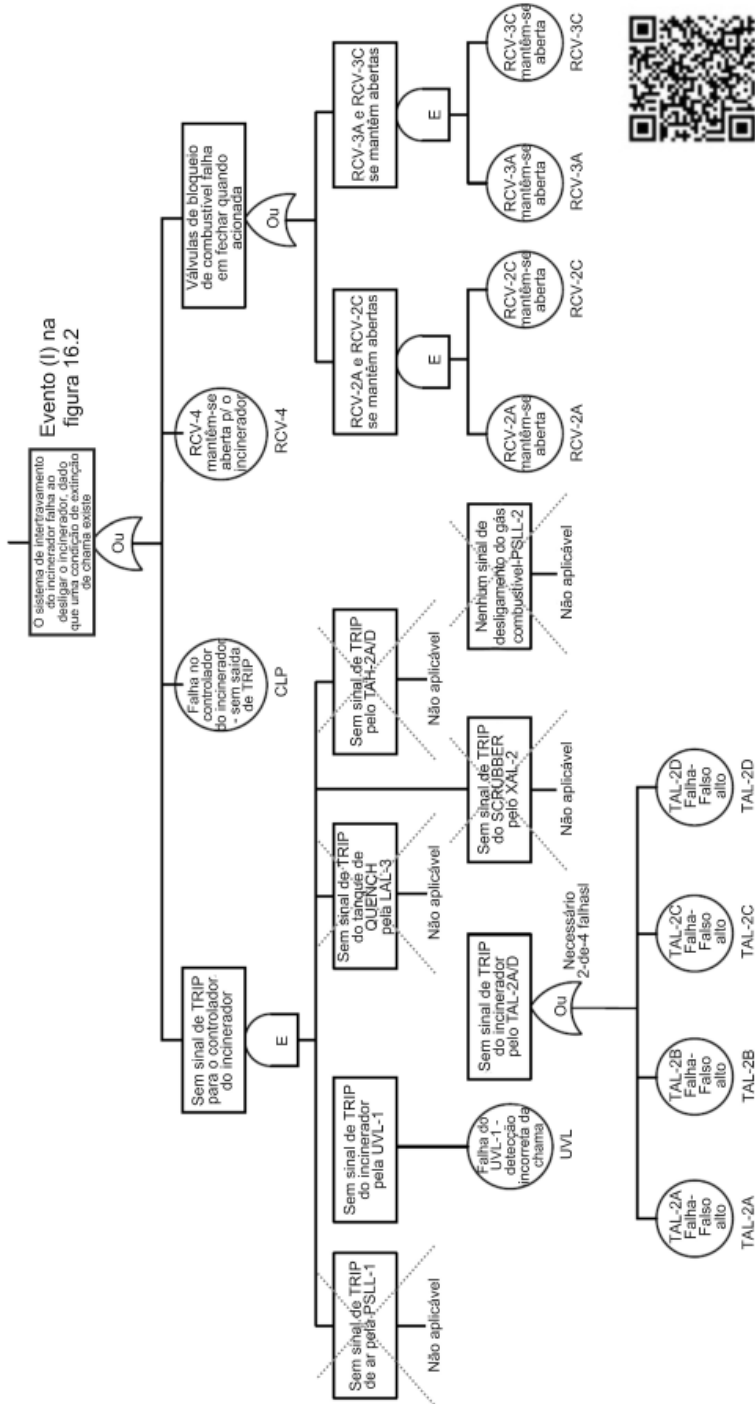 Evento (I) na
figura 16.2
O sistema de intertravamento
do incinerador falha ao
desligar o incinerador, dado
que uma condição de extinção
de chama existe
Ou
Sem sinal de TRIP
para o controlador
do incinerador
E
Falha no
controlador
do incinerador
- sem saída
de TRIP
CLP
RCV-4
mantêm-se
aberta p/ o
incinerador
RCV-4
Válvulas de bloqueio
de combustível falha
em fechar quando
acionada
Ou
Sem sinal de TRIP
de ar pela PSLL-1
Não aplicável
Sem sinal de TRIP
do incinerador
pela UVL-1
Falha do
UVL-1 -
detecção
incorreta da
chama
UVL
Sem sinal de TRIP
do tanque de
QUENCH
pela LAL-3
Não aplicável
Sem sinal de TRIP
pelo TAH-2A/D
Não aplicável
Sem sinal de TRIP
do incinerador
pelo TAL-2A/D
Ou
Necessário
2-de-4 falhasl
Sem sinal de TRIP
do SCRUBBER
pelo XAL-2
Não aplicável
Nenhum sinal de
desligamento do gás
combustível-PSLL-2
Não aplicável
TAL-2A
Falha-
Falso
alto
TAL-2A
TAL-2B
Falha-
Falso
alto
TAL-2B
TAL-2C
Falha-
Falso
alto
TAL-2C
TAL-2D
Falha-
Falso
alto
TAL-2D
RCV-2A e RCV-2C
se mantêm abertas
E
RCV-2A
mantêm-se
aberta
RCV-2A
RCV-2C
mantêm-se
aberta
RCV-2C
RCV-3A e RCV-3C
se mantêm abertas
E
RCV-3A
mantêm-se
aberta
RCV-3A
RCV-3C
mantêm-se
aberta
RCV-3C